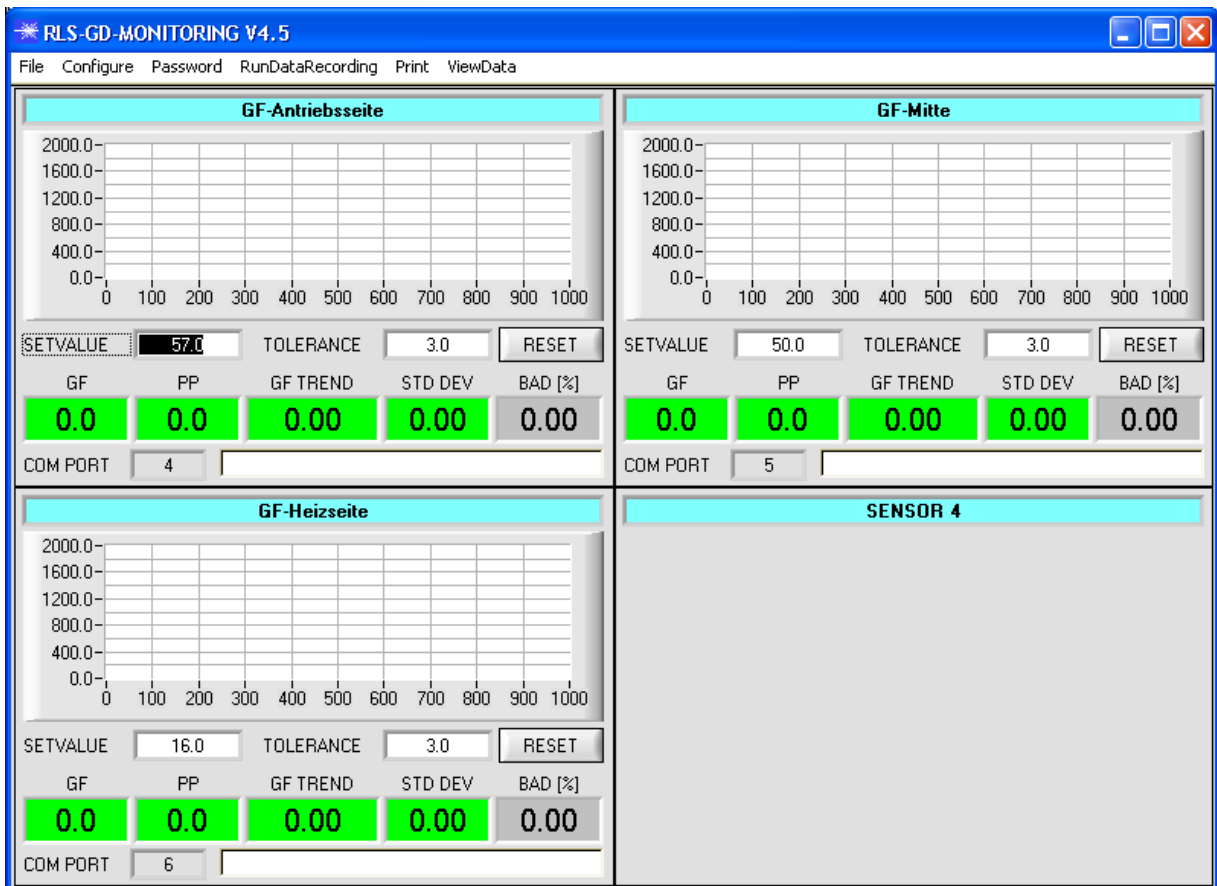 RLS-GD-MONITORING V4.5
File Configure Password RunDataRecording Print ViewData
GF-Antriebsseite
2000.0
1600.0
1200.0
800.0
400.0
0.0
0 100 200 300 400 500 600 700 800 900 1000
SETVALUE 57.0 TOLERANCE 3.0 RESET
GF PP GF TREND STD DEV BAD [%]
0.0 0.0 0.00 0.00 0.00
COM PORT 4
GF-Mitte
2000.0
1600.0
1200.0
800.0
400.0
0.0
0 100 200 300 400 500 600 700 800 900 1000
SETVALUE 50.0 TOLERANCE 3.0 RESET
GF PP GF TREND STD DEV BAD [%]
0.0 0.0 0.00 0.00 0.00
COM PORT 5
GF-Heizseite
2000.0
1600.0
1200.0
800.0
400.0
0.0
0 100 200 300 400 500 600 700 800 900 1000
SETVALUE 16.0 TOLERANCE 3.0 RESET
GF PP GF TREND STD DEV BAD [%]
0.0 0.0 0.00 0.00 0.00
COM PORT 6
SENSOR 4